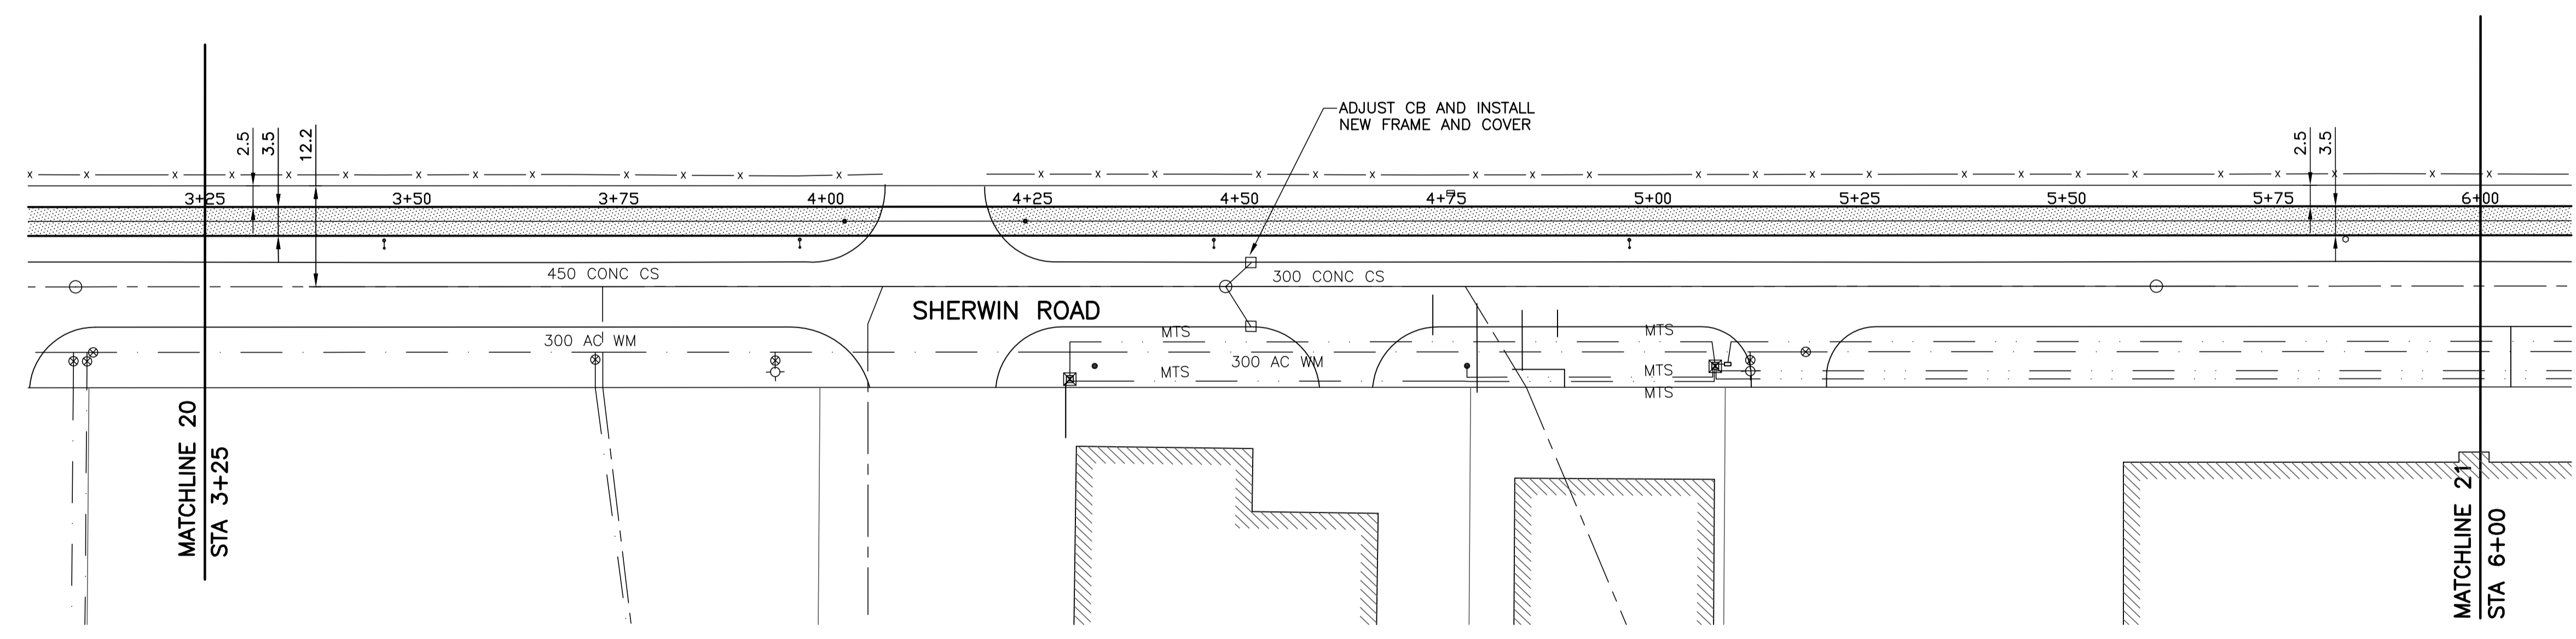 ADJUST CB AND INSTALL
NEW FRAME AND COVER
2.5
3.5
12.2
2.5
3.5
x x x x x x x x x x x x x x x
x x x x x x x x x x x x x x x x x x x x
3+25
3+50
3+75
4+00
4+25
4+50
4+75
5+00
5+25
5+50
5+75
6+00
450 CONC CS
300 CONC CS
SHERWIN ROAD
300 AC WM
MTS
MTS
300 AC WM
MTS
MTS
MTS
MATCHLINE 20
STA 3+25
MATCHLINE 21
STA 6+00